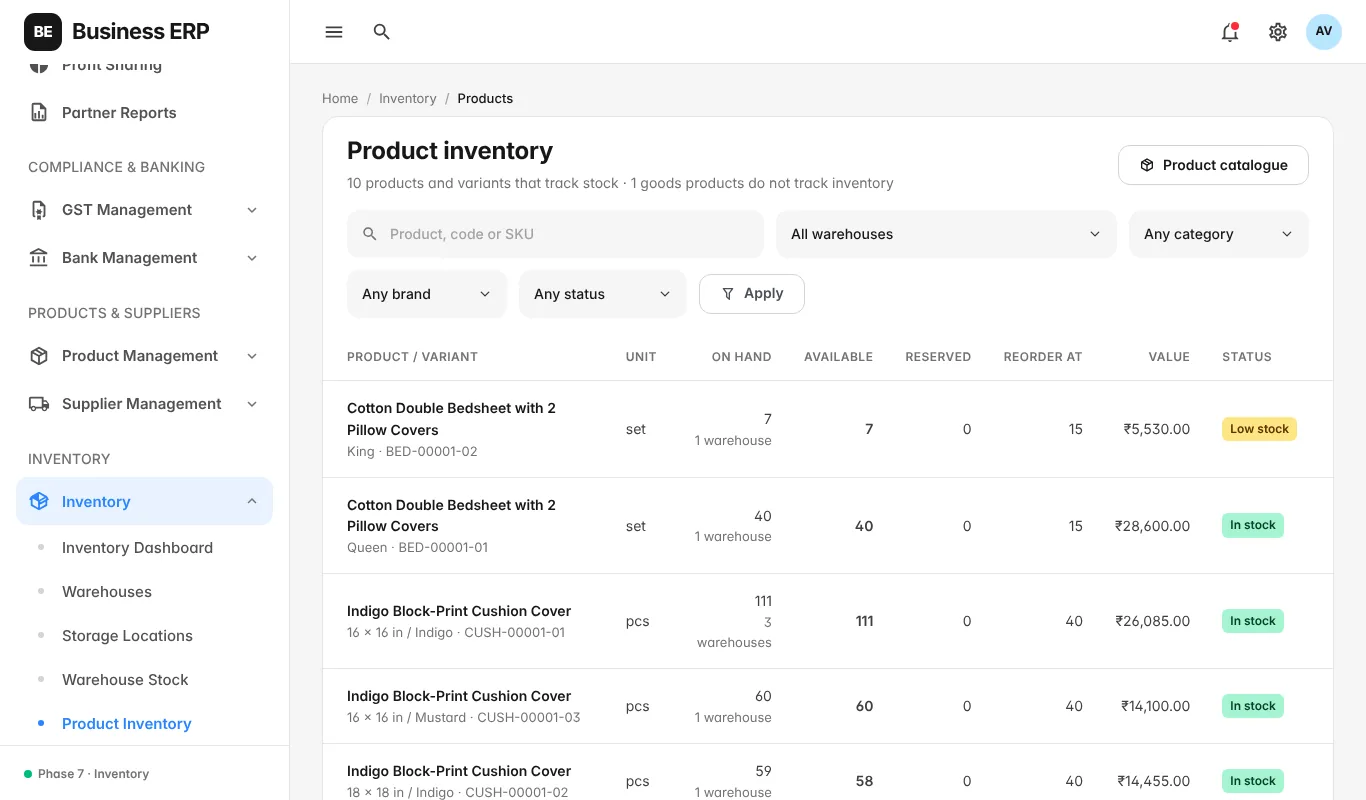 BE Business ERP
Profit Sharing
Partner Reports
COMPLIANCE & BANKING
GST Management
Bank Management
PRODUCTS & SUPPLIERS
Product Management
Supplier Management
INVENTORY
Inventory
Inventory Dashboard
Warehouses
Storage Locations
Warehouse Stock
Product Inventory
Phase 7 · Inventory
AV
Home / Inventory / Products
Product inventory
10 products and variants that track stock · 1 goods products do not track inventory
Product catalogue
Product, code or SKU
All warehouses
Any category
Any brand
Any status
Apply
PRODUCT / VARIANT UNIT ON HAND AVAILABLE RESERVED REORDER AT VALUE STATUS
Cotton Double Bedsheet with 2
Pillow Covers
King · BED-00001-02
set
7
1 warehouse
7
0
15
₹5,530.00
Low stock
Cotton Double Bedsheet with 2
Pillow Covers
Queen · BED-00001-01
set
40
1 warehouse
40
0
15
₹28,600.00
In stock
Indigo Block-Print Cushion Cover
16 × 16 in / Indigo · CUSH-00001-01
pcs
111
3
warehouses
111
0
40
₹26,085.00
In stock
Indigo Block-Print Cushion Cover
16 × 16 in / Mustard · CUSH-00001-03
pcs
60
1 warehouse
60
0
40
₹14,100.00
In stock
Indigo Block-Print Cushion Cover
18 × 18 in / Indigo · CUSH-00001-02
pcs
59
1 warehouse
58
0
40
₹14,455.00
In stock